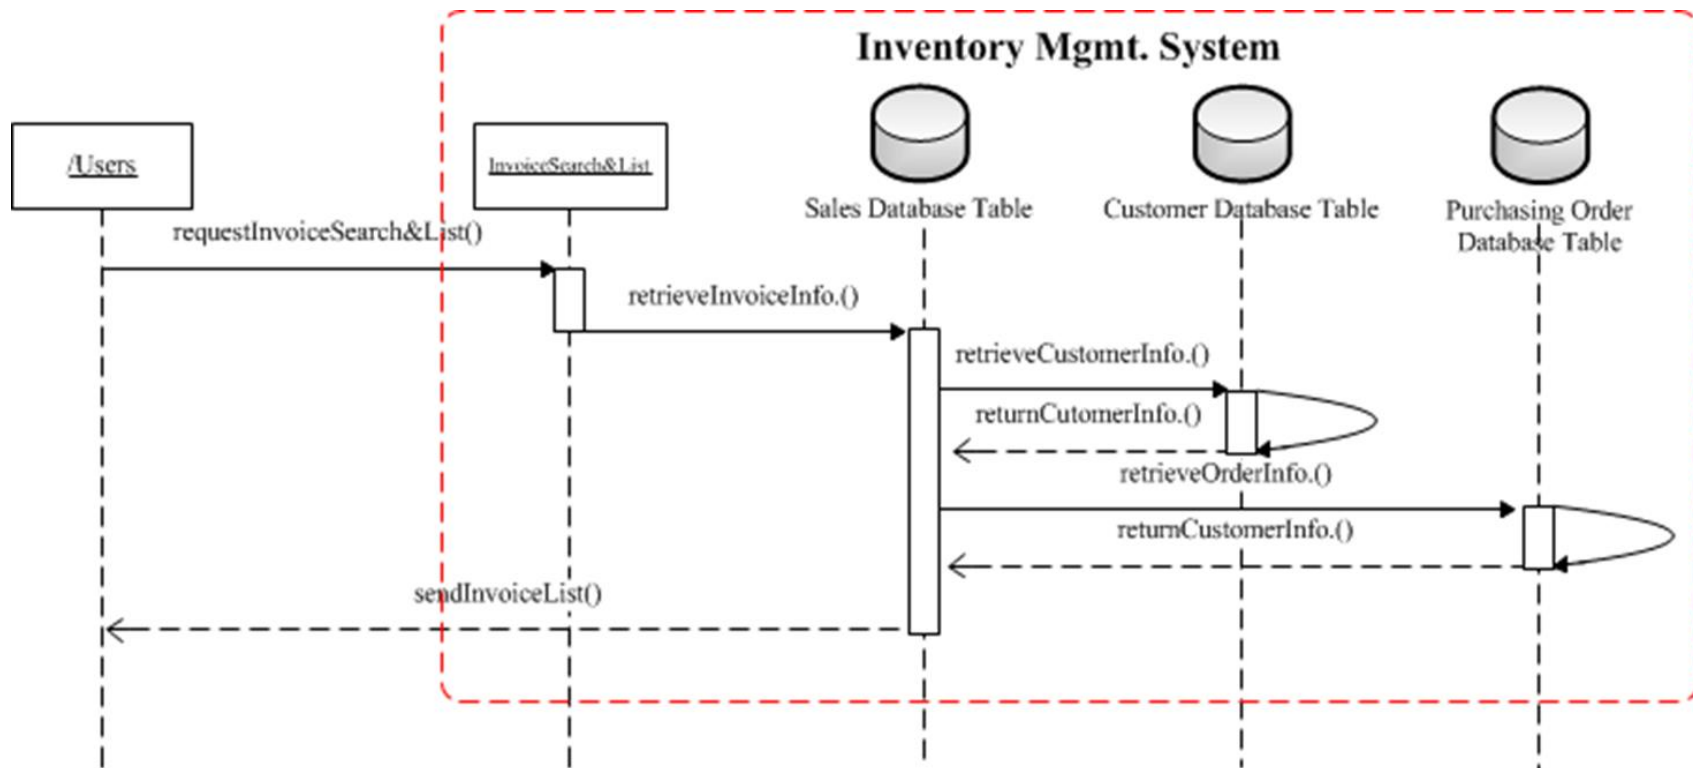 Inventory Mgmt. System
/Users
InvoiceSearch&List
Sales Database Table
Customer Database Table
Purchasing Order
Database Table
requestInvoiceSearch&List()
retrieveInvoiceInfo.()
retrieveCustomerInfo.()
returnCutomerInfo.()
retrieveOrderInfo.()
returnCustomerInfo.()
sendInvoiceList()